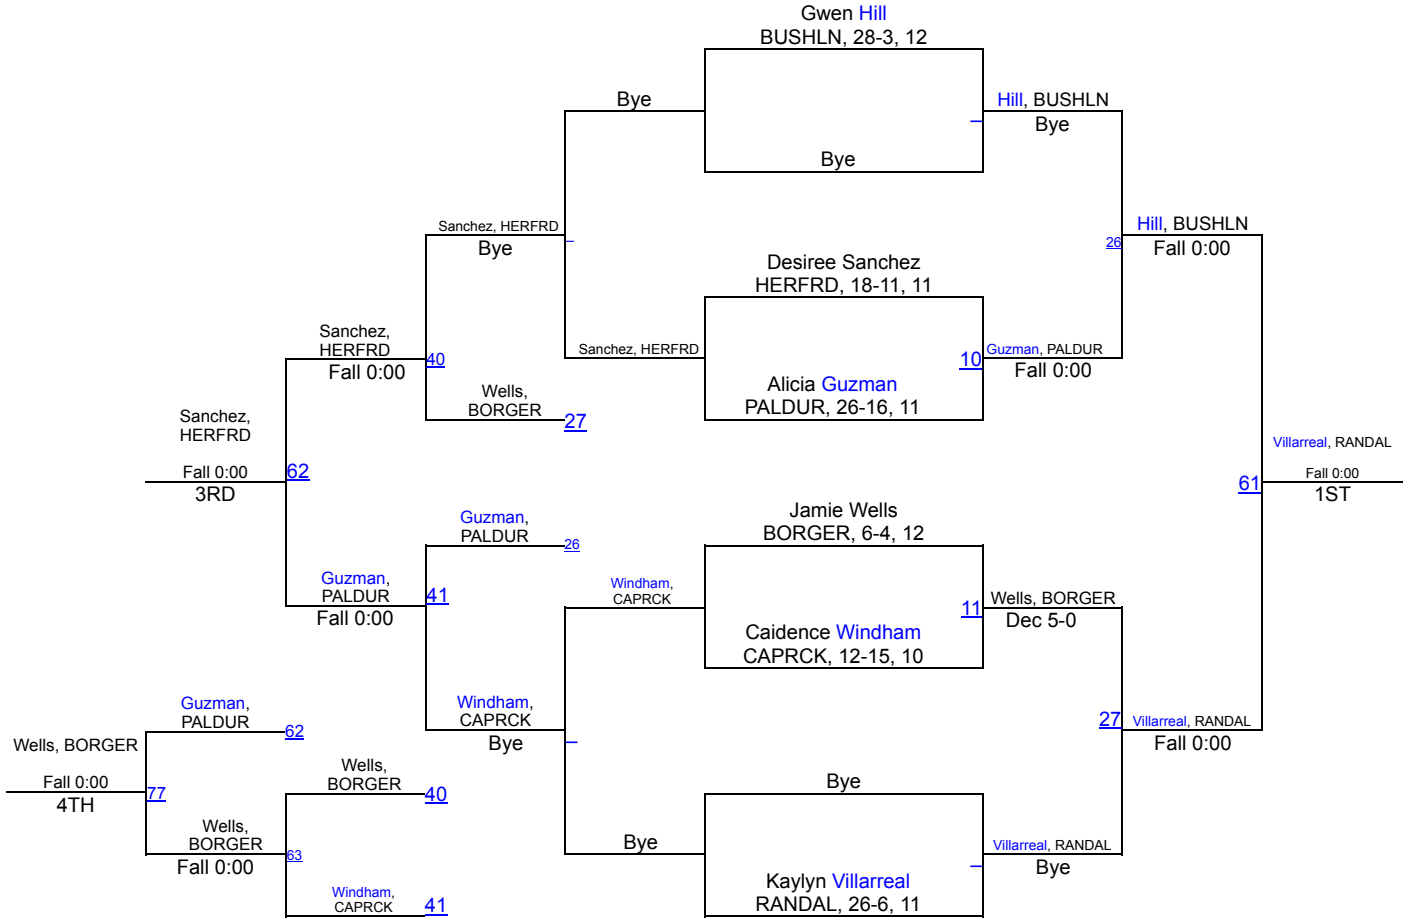 Gwen Hill
BUSHLN, 28-3, 12
Bye
Hill, BUSHLN
Bye
Bye
Sanchez, HERFRD
Bye
Hill, BUSHLN
26
Fall 0:00
Desiree Sanchez
HERFRD, 18-11, 11
Sanchez,
HERFRD
40
Fall 0:00
Sanchez, HERFRD
10
Guzman, PALDUR
Fall 0:00
Wells,
BORGER
27
Alicia Guzman
PALDUR, 26-16, 11
Sanchez,
HERFRD
Fall 0:00
62
3RD
Villarreal, RANDAL
Fall 0:00
61
1ST
Guzman,
PALDUR
26
Jamie Wells
BORGER, 6-4, 12
Guzman,
PALDUR
41
Fall 0:00
Windham,
CAPRCK
11
Wells, BORGER
Dec 5-0
Caidence Windham
CAPRCK, 12-15, 10
Guzman,
PALDUR
62
Windham,
CAPRCK
Bye
27
Villarreal, RANDAL
Fall 0:00
Wells, BORGER
Fall 0:00
77
4TH
Wells,
BORGER
40
Bye
Wells,
BORGER
63
Fall 0:00
Bye
Villarreal, RANDAL
Bye
Windham,
CAPRCK
41
Kaylyn Villarreal
RANDAL, 26-6, 11